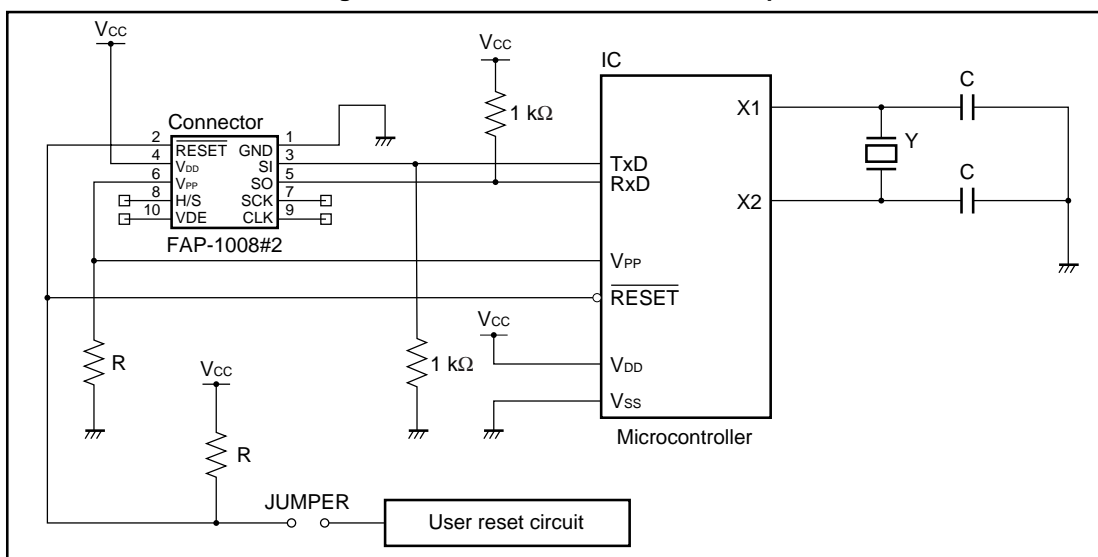 VCC
VCC
IC
C
X1
1 kΩ
Connector
2 RESET GND 1
4 VDD SI 3
6 VPP SO 5
8 H/S SCK 7
10 VDE CLK 9
FAP-1008#2
TxD
RxD
Y
C
X2
VPP
RESET
VCC
R
1 kΩ
VDD
VCC
VSS
Microcontroller
R
JUMPER
User reset circuit